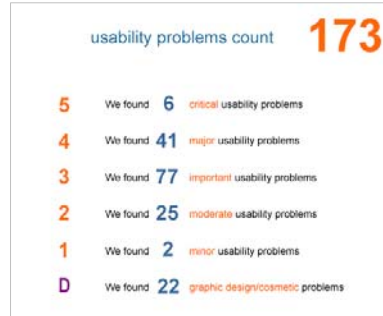 usability problems count 173
5 We found 6 critical usability problems
4 We found 41 major usability problems
3 We found 77 important usability problems
2 We found 25 moderate usability problems
1 We found 2 minor usability problems
D We found 22 graphic design/cosmetic problems